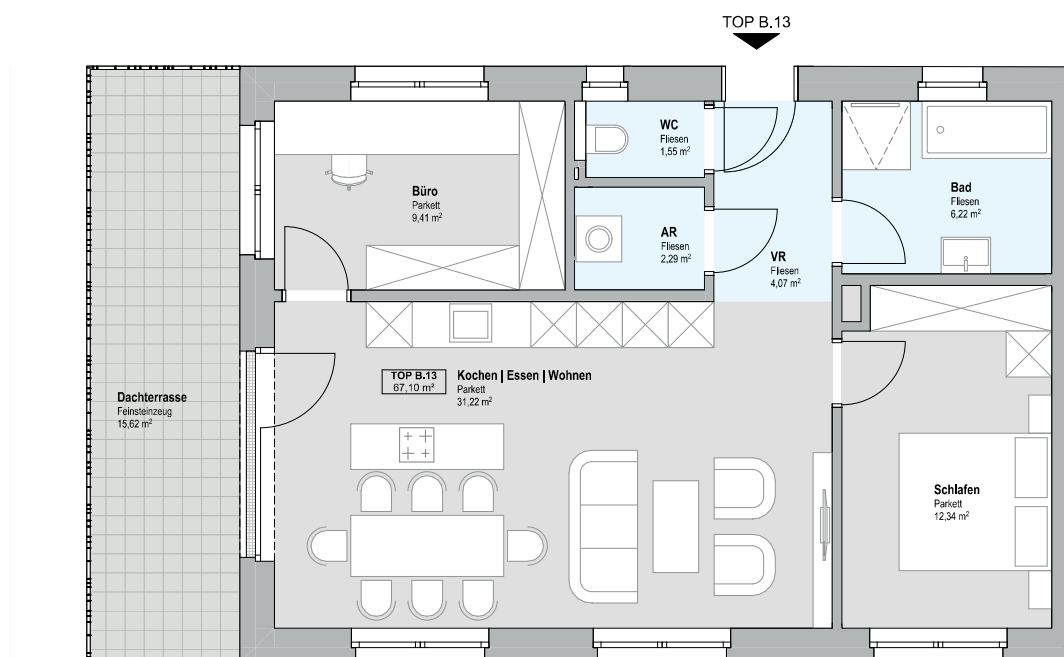 TOP B.13
WC
Fliesen
1,55 m²
Büro
Parkett
9,41 m²
Bad
Fliesen
6,22 m²
AR
Fliesen
2,29 m²
VR
Fliesen
4,07 m²
TOP B.13
67,10 m²
Kochen | Essen | Wohnen
Parkett
31,22 m²
Dachterrasse
Feinsteinzeug
15,62 m²
Schlafen
Parkett
12,34 m²